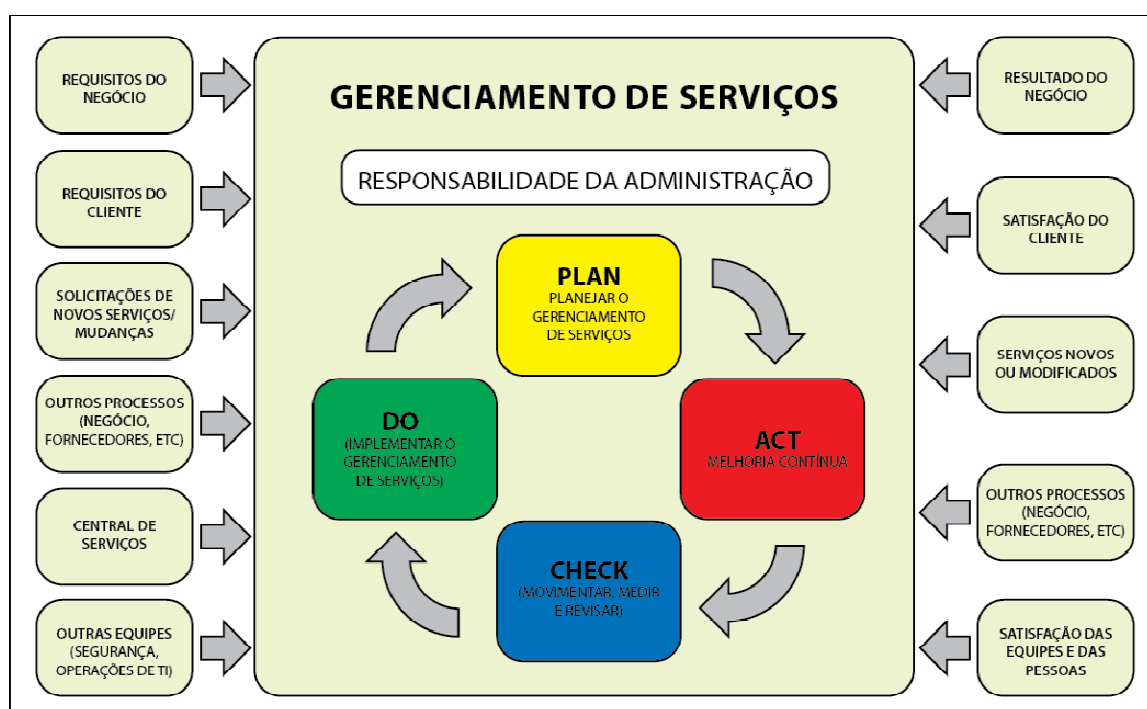 REQUISITOS DO
NEGÓCIO
REQUISITOS DO
CLIENTE
SOLICITAÇÕES DE
NOVOS SERVIÇOS/
MUDANÇAS
OUTROS PROCESSOS
(NEGÓCIO,
FORNECEDORES, ETC)
CENTRAL DE
SERVIÇOS
OUTRAS EQUIPES
(SEGURANÇA,
OPERAÇÕES DE TI)
GERENCIAMENTO DE SERVIÇOS
RESPONSABILIDADE DA ADMINISTRAÇÃO
PLAN
PLANEJAR O
GERENCIAMENTO
DE SERVIÇOS
DO
(IMPLEMENTAR O
GERENCIAMENTO
DE SERVIÇOS)
ACT
MELHORIA CONTÍNUA
CHECK
(MOVIMENTAR, MEDIR
E REVISAR)
RESULTADO DO
NEGÓCIO
SATISFAÇÃO DO
CLIENTE
SERVIÇOS NOVOS
OU MODIFICADOS
OUTROS PROCESSOS
(NEGÓCIO,
FORNECEDORES, ETC)
SATISFAÇÃO DAS
EQUIPES E DAS
PESSOAS